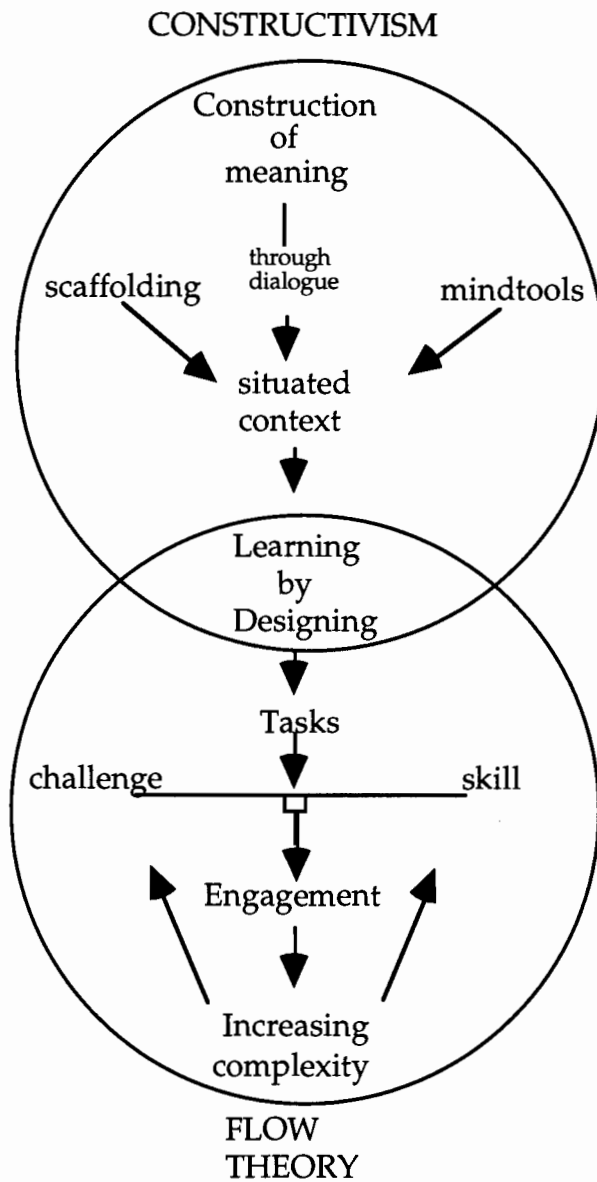 CONSTRUCTIVISM
Construction
of
meaning
through
dialogue
scaffolding
mindtools
situated
context
Learning
by
Designing
Tasks
challenge
skill
Engagement
Increasing
complexity
FLOW
THEORY